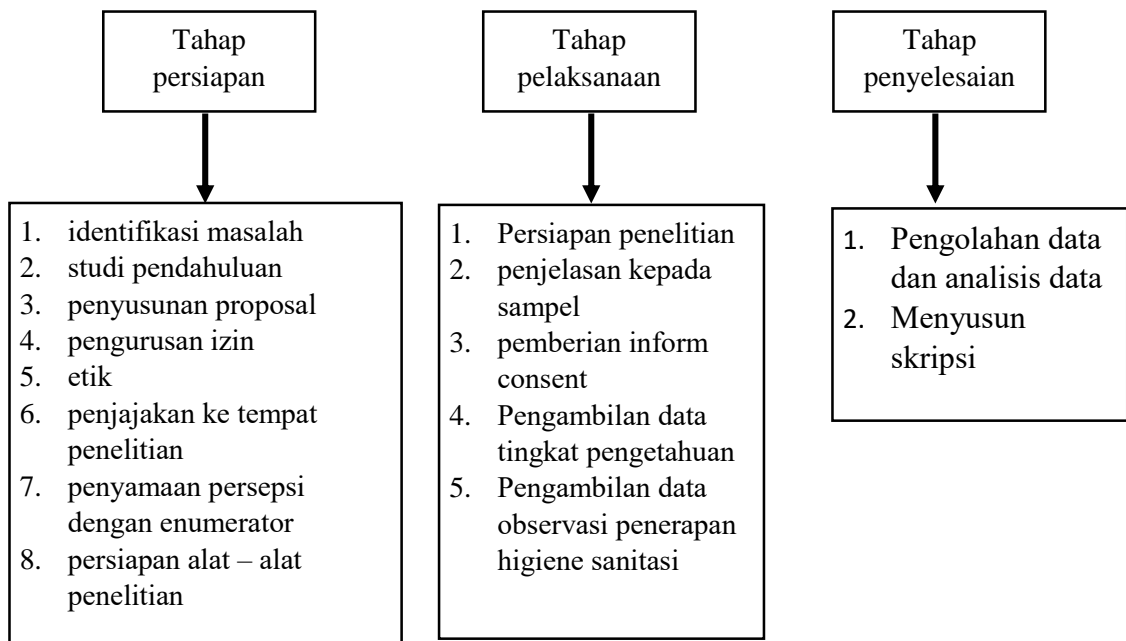 Tahap
persiapan
1. identifikasi masalah
2. studi pendahuluan
3. penyusunan proposal
4. pengurusan izin
5. etik
6. penjajakan ke tempat
penelitian
7. penyamaan persepsi
dengan enumerator
8. persiapan alat – alat
penelitian
Tahap
pelaksanaan
1. Persiapan penelitian
2. penjelasan kepada
sampel
3. pemberian inform
consent
4. Pengambilan data
tingkat pengetahuan
5. Pengambilan data
observasi penerapan
higiene sanitasi
Tahap
penyelesaian
1. Pengolahan data
dan analisis data
2. Menyusun
skripsi